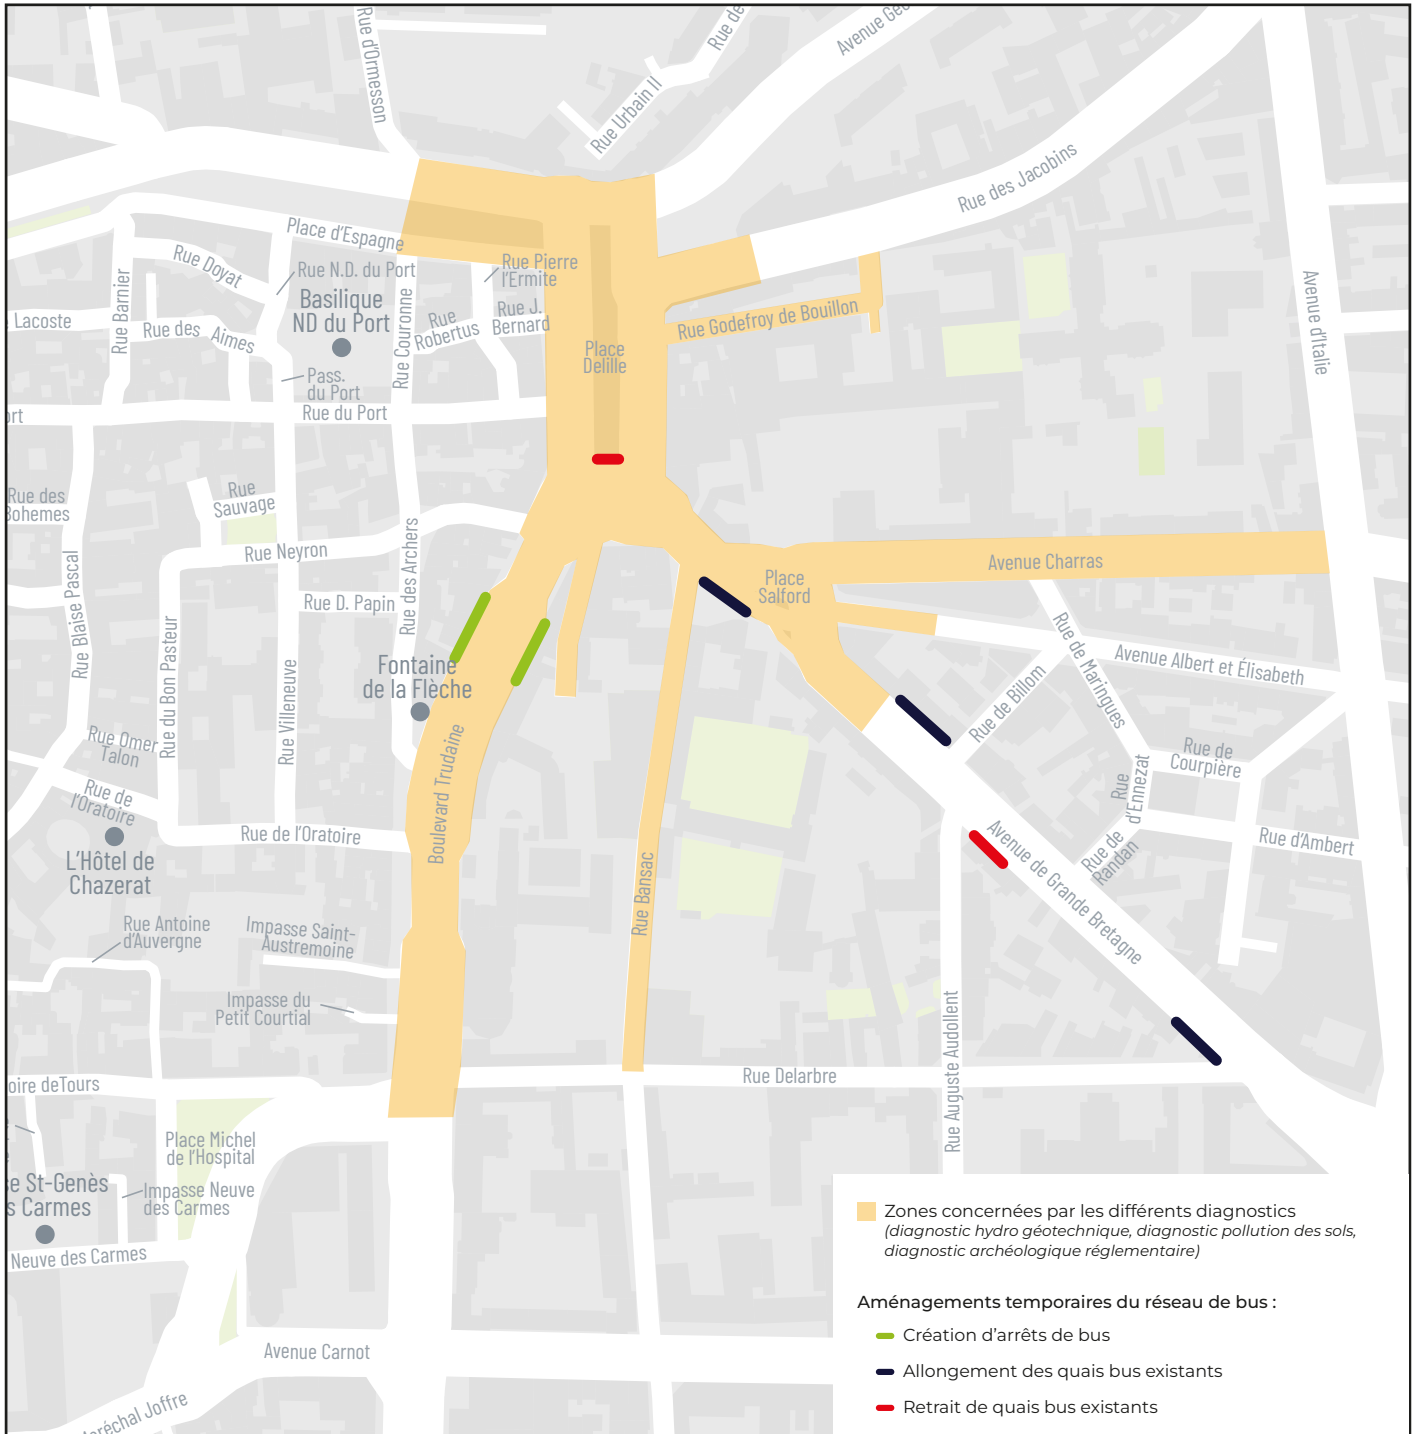 Rue d'Ormesson
Rue de
Avenue Geo
Rue Urbain II
Rue des Jacobins
Place d'Espagne
Rue Doyat
Rue N.D. du Port
Rue Pierre
l'Ermite
Rue Barnier
Basilique
ND du Port
Rue Couronne
Rue
Robertus
Rue J.
Bernard
Lacoste
Rue des Aimes
Rue Godefroy de Bouillon
Avenue d'Italie
Place
Delille
Pass.
du Port
Rue du Port
ort
Rue des
Bohemes
Rue
Sauvage
Rue Neyron
Rue des Archers
Rue Blaise Pascal
Rue D. Papin
Place
Salford
Avenue Charras
Rue du Bon Pasteur
Rue Villeneuve
Fontaine
de la Flèche
Rue de Maringues
Avenue Albert et Élisabeth
Rue de Billom
Rue Omer
Talon
Rue de
l'Oratoire
Boulevard Trudaine
Rue de
Courpière
Rue
d'Ennezat
Rue de l'Oratoire
L'Hôtel de
Chazerat
Rue d'Ambert
Rue de
Randan
Avenue de Grande Bretagne
Rue Bansac
Rue Antoine
d'Auvergne
Impasse Saint-
Austremoine
Impasse du
Petit Courtial
Rue Auguste Audollent
oire deTours
Rue Delarbre
Place Michel
de l'Hospital
e St-Genès
s Carmes
Impasse Neuve
des Carmes
Neuve des Carmes
Avenue Carnot
aréchal Joffre
Zones concernées par les différents diagnostics
(diagnostic hydro géotechnique, diagnostic pollution des sols,
diagnostic archéologique réglementaire)
Aménagements temporaires du réseau de bus :
Création d'arrêts de bus
Allongement des quais bus existants
Retrait de quais bus existants